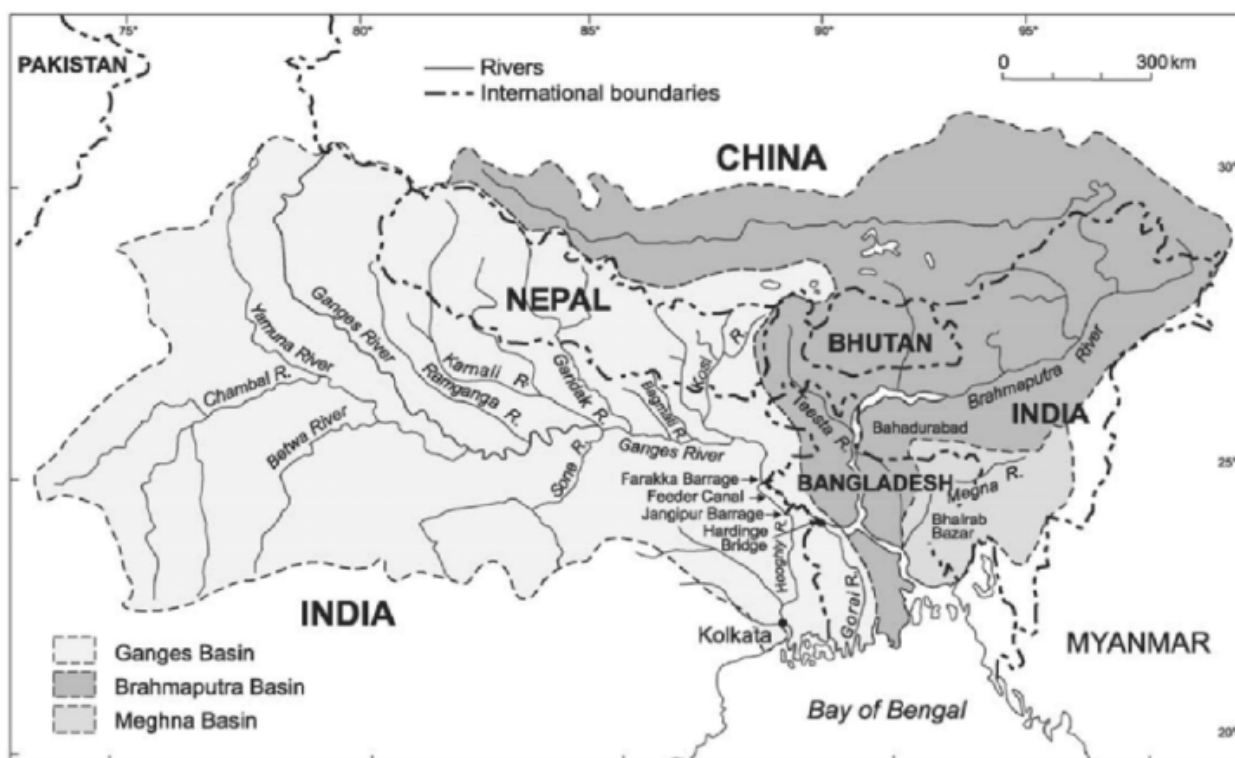 75°
80°
85°
90°
95°
PAKISTAN
Rivers
International boundaries
0 300 km
CHINA
30°
NEPAL
BHUTAN
Yamuna River
Ganges River
Karnali R.
Ramganga R.
Gandak R.
Bagmati R.
Kosi R.
Teesta R.
Brahmaputra River
Chambal R.
Betwa River
Sone R.
Ganges River
Bahadurabad
INDIA
25°
Farakka Barrage
Feeder Canal
Jangipur Barrage
Hardinge
Bridge
BANGLADESH
Megna R.
Bhairab
Bazar
Hooghly R.
Gorai R.
INDIA
Kolkata
MYANMAR
Ganges Basin
Brahmaputra Basin
Meghna Basin
Bay of Bengal
20°